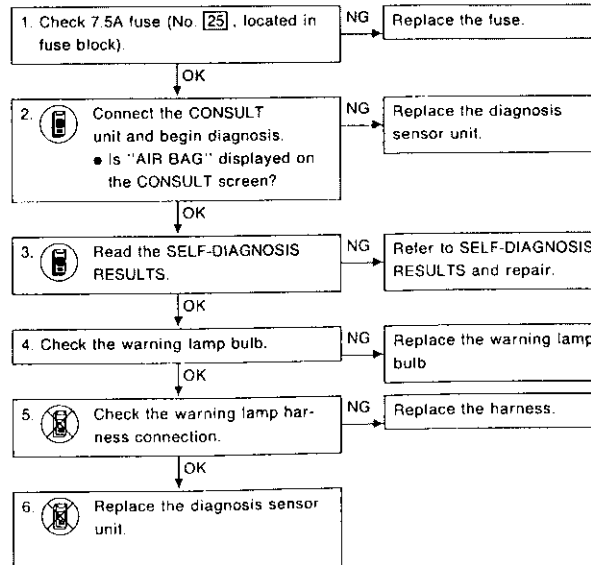 1. Check 7.5A fuse (No. 25 , located in
fuse block).
NG
Replace the fuse.
OK
2. Connect the CONSULT
unit and begin diagnosis.
● Is "AIR BAG" displayed on
the CONSULT screen?
NG
Replace the diagnosis
sensor unit.
OK
3. Read the SELF-DIAGNOSIS
RESULTS.
NG
Refer to SELF-DIAGNOSIS
RESULTS and repair.
OK
4. Check the warning lamp bulb.
NG
Replace the warning lamp
bulb
OK
5. Check the warning lamp har-
ness connection.
NG
Replace the harness.
OK
6. Replace the diagnosis sensor
unit.